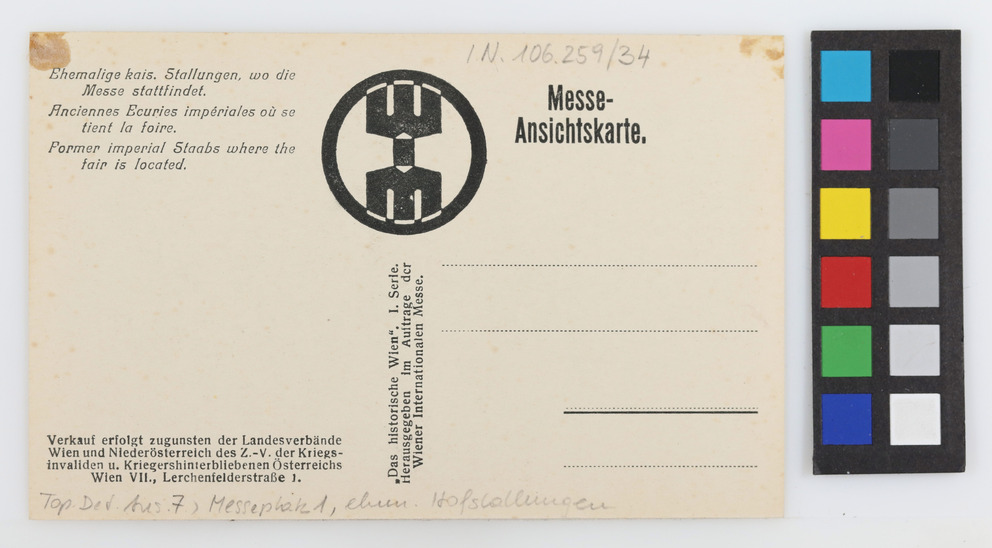 I.N. 106.259/34
Ehemalige kais. Stallungen, wo die
Messe stattfindet.
Anciennes Ecuries impériales où se
tient la foire.
Former imperial Staabs where the
fair is located.
Messe-
Ansichtskarte.
„Das historische Wien“. I. Serie.
Herausgegeben im Auftrage der
Wiener Internationalen Messe.
Verkauf erfolgt zugunsten der Landesverbände
Wien und Niederösterreich des Z.-V. der Kriegs-
invaliden u. Kriegershinterbliebenen Österreichs
Wien VII., Lerchenfelderstraße 1.
Top. Dev. Aus. 7, Messeplatz 1, ehem. Hofstallungen